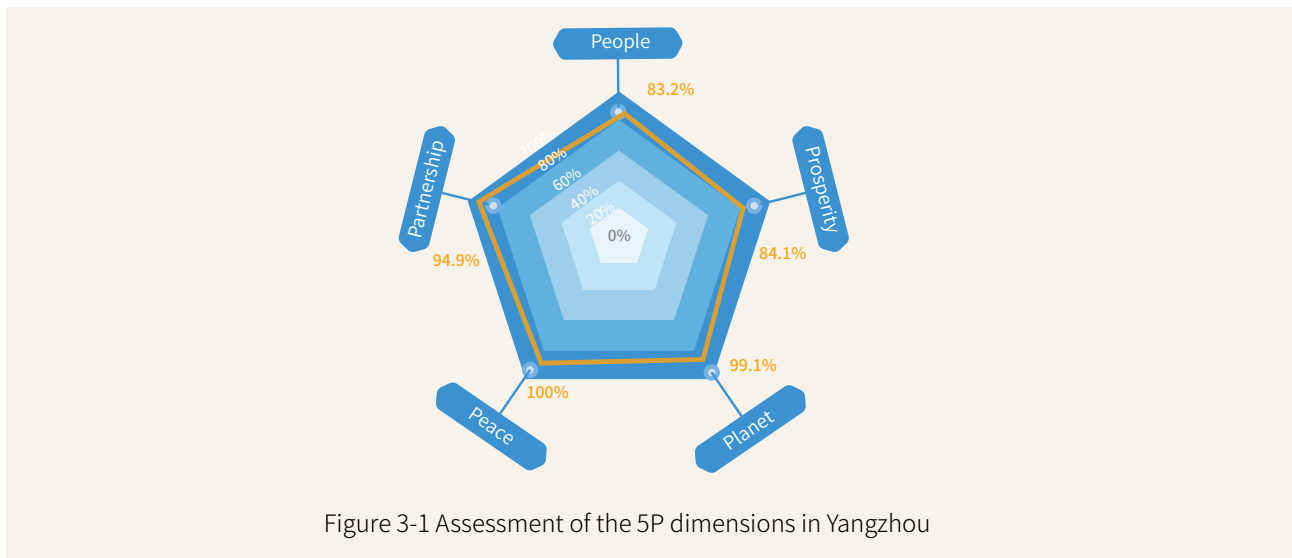 People
83.2%
100%
80%
60%
40%
20%
0%
Partnership
94.9%
Prosperity
84.1%
99.1%
100%
Peace
Planet
Figure 3-1 Assessment of the 5P dimensions in Yangzhou